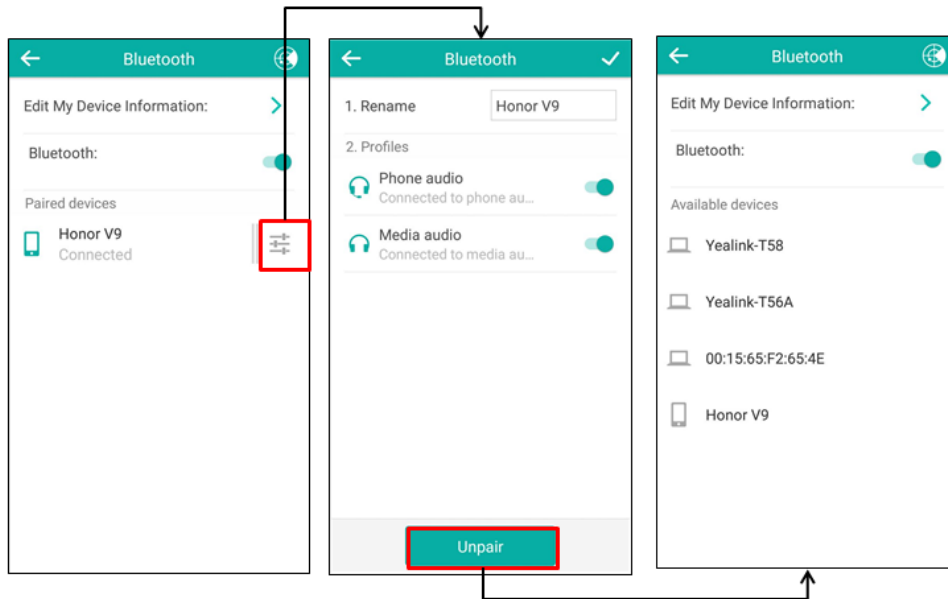 Bluetooth
Edit My Device Information:
Bluetooth:
Paired devices
Honor V9
Connected
Bluetooth
1. Rename
Honor V9
2. Profiles
Phone audio
Connected to phone au...
Media audio
Connected to media au...
Unpair
Bluetooth
Edit My Device Information:
Bluetooth:
Available devices
Yealink-T58
Yealink-T56A
00:15:65:F2:65:4E
Honor V9